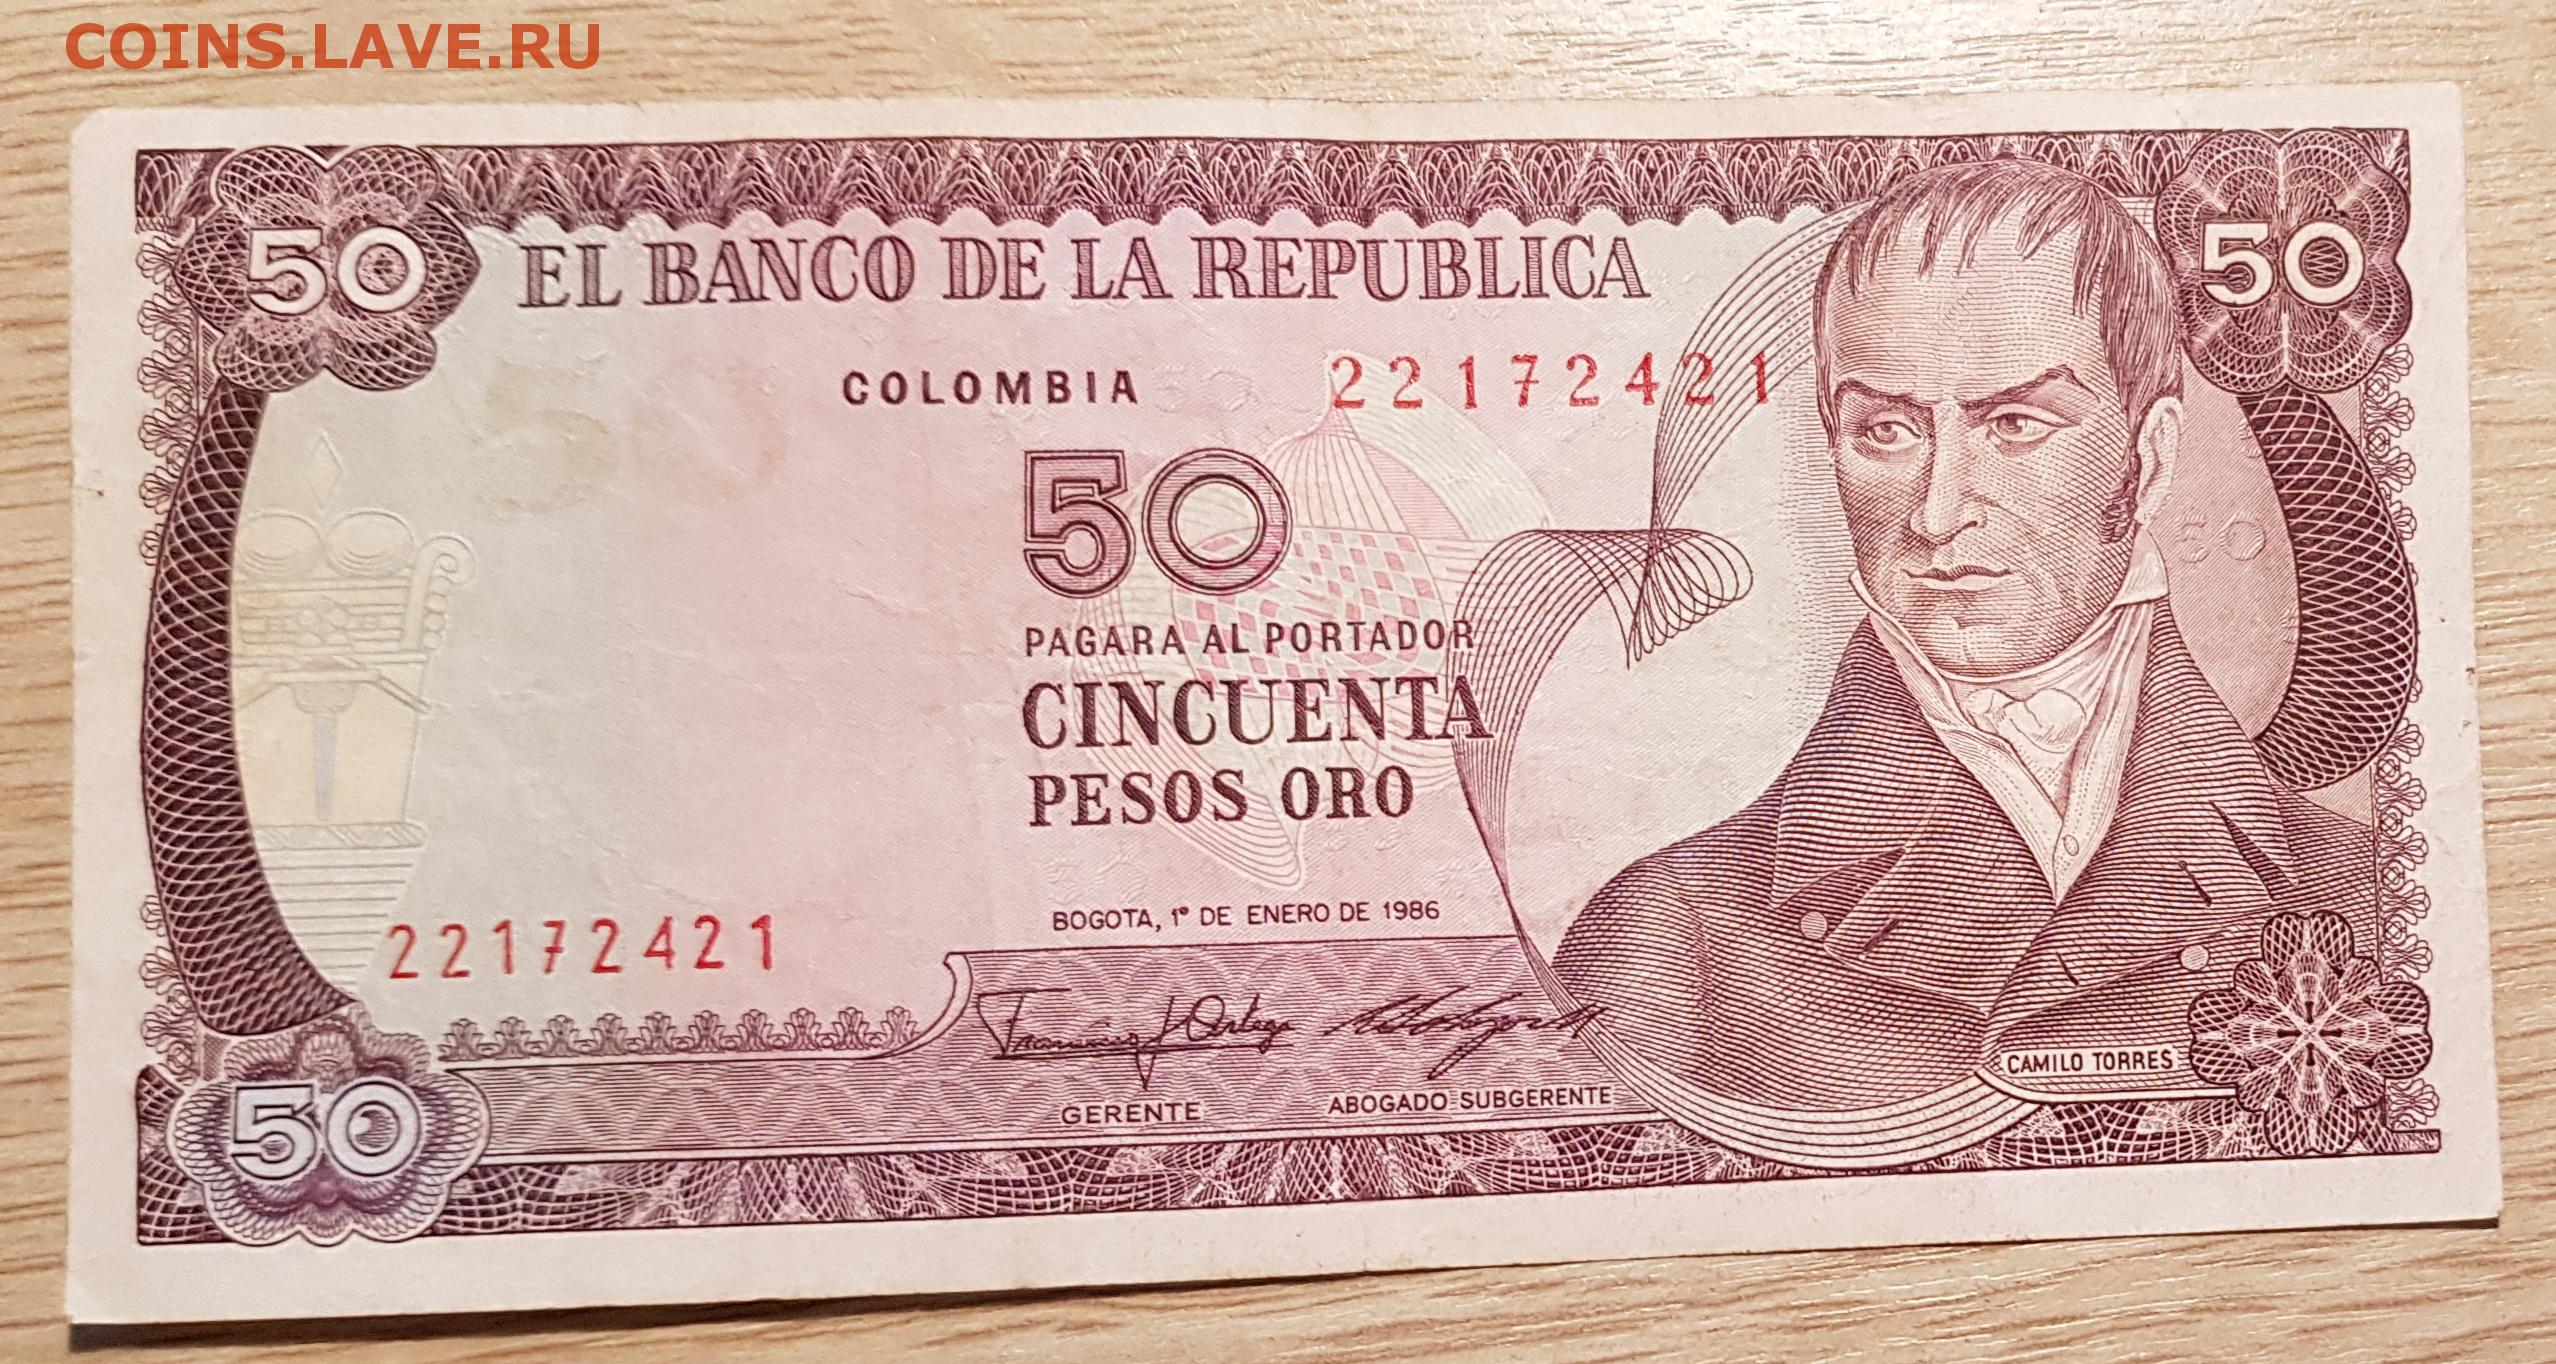 COINS.LAVE.RU
50 50
EL BANCO DE LA REPUBLICA
COLOMBIA 22172421
50
PAGARA AL PORTADOR
CINCUENTA
PESOS ORO
BOGOTA, 1º DE ENERO DE 1986
22172421
CAMILO TORRES
GERENTE ABOGADO SUBGERENTE
50